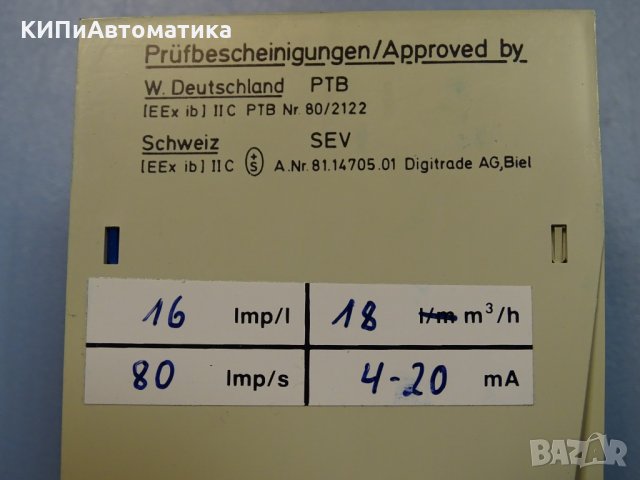 КИПиАвтоматика
Prüfbescheinigungen/Approved by
W. Deutschland PTB
[EEx ib] II C PTB Nr. 80/2122
Schweiz SEV
[EEx ib] II C +S A.Nr. 81.14705.01 Digitrade AG, Biel
16 Imp/l 18 l/m m³/h
80 Imp/s 4-20 mA
BAZAR